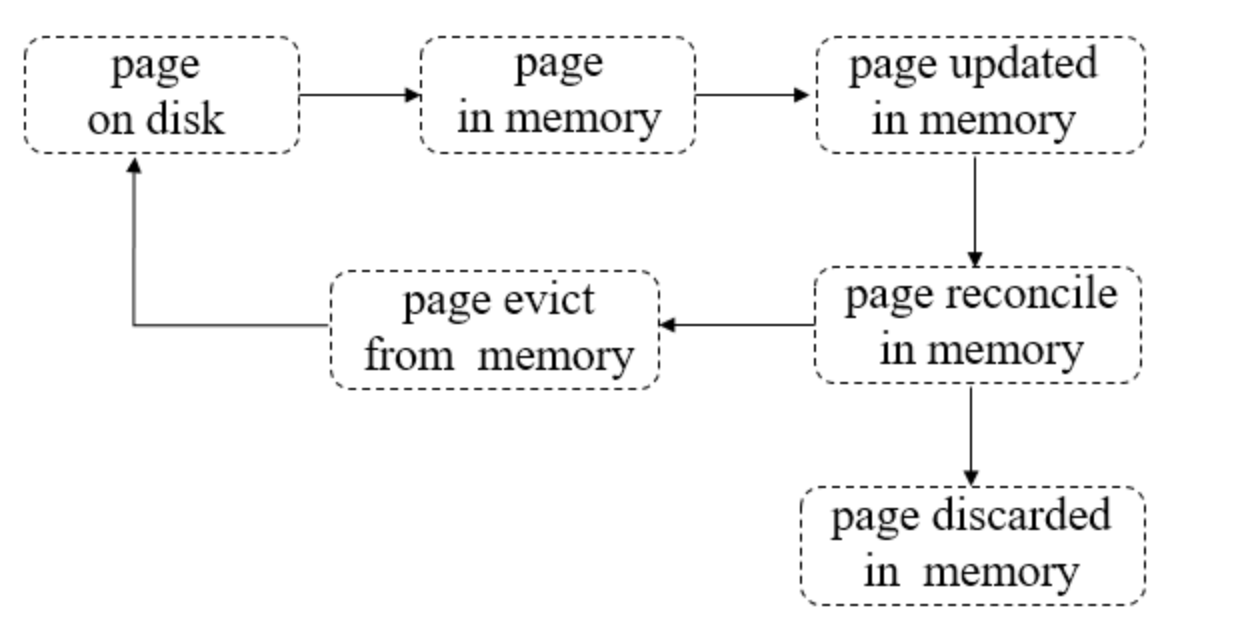 page
on disk
page
in memory
page updated
in memory
page evict
from memory
page reconcile
in memory
page discarded
in memory